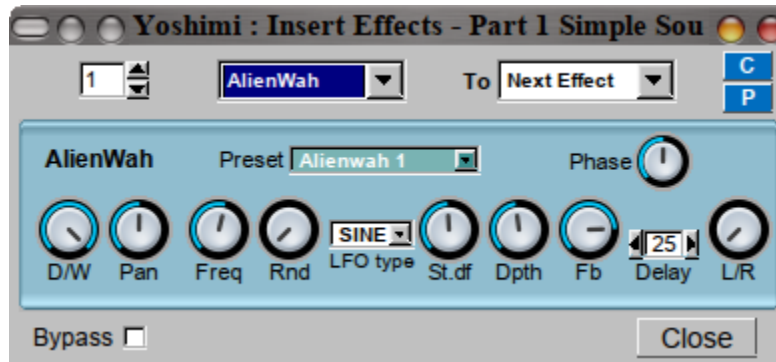 Yoshimi : Insert Effects - Part 1 Simple Sou
1 AlienWah To Next Effect C
P
AlienWah Preset Alienwah 1 Phase
SINE 25
D/W Pan Freq Rnd LFO type St.df Dpth Fb Delay L/R
Bypass Close